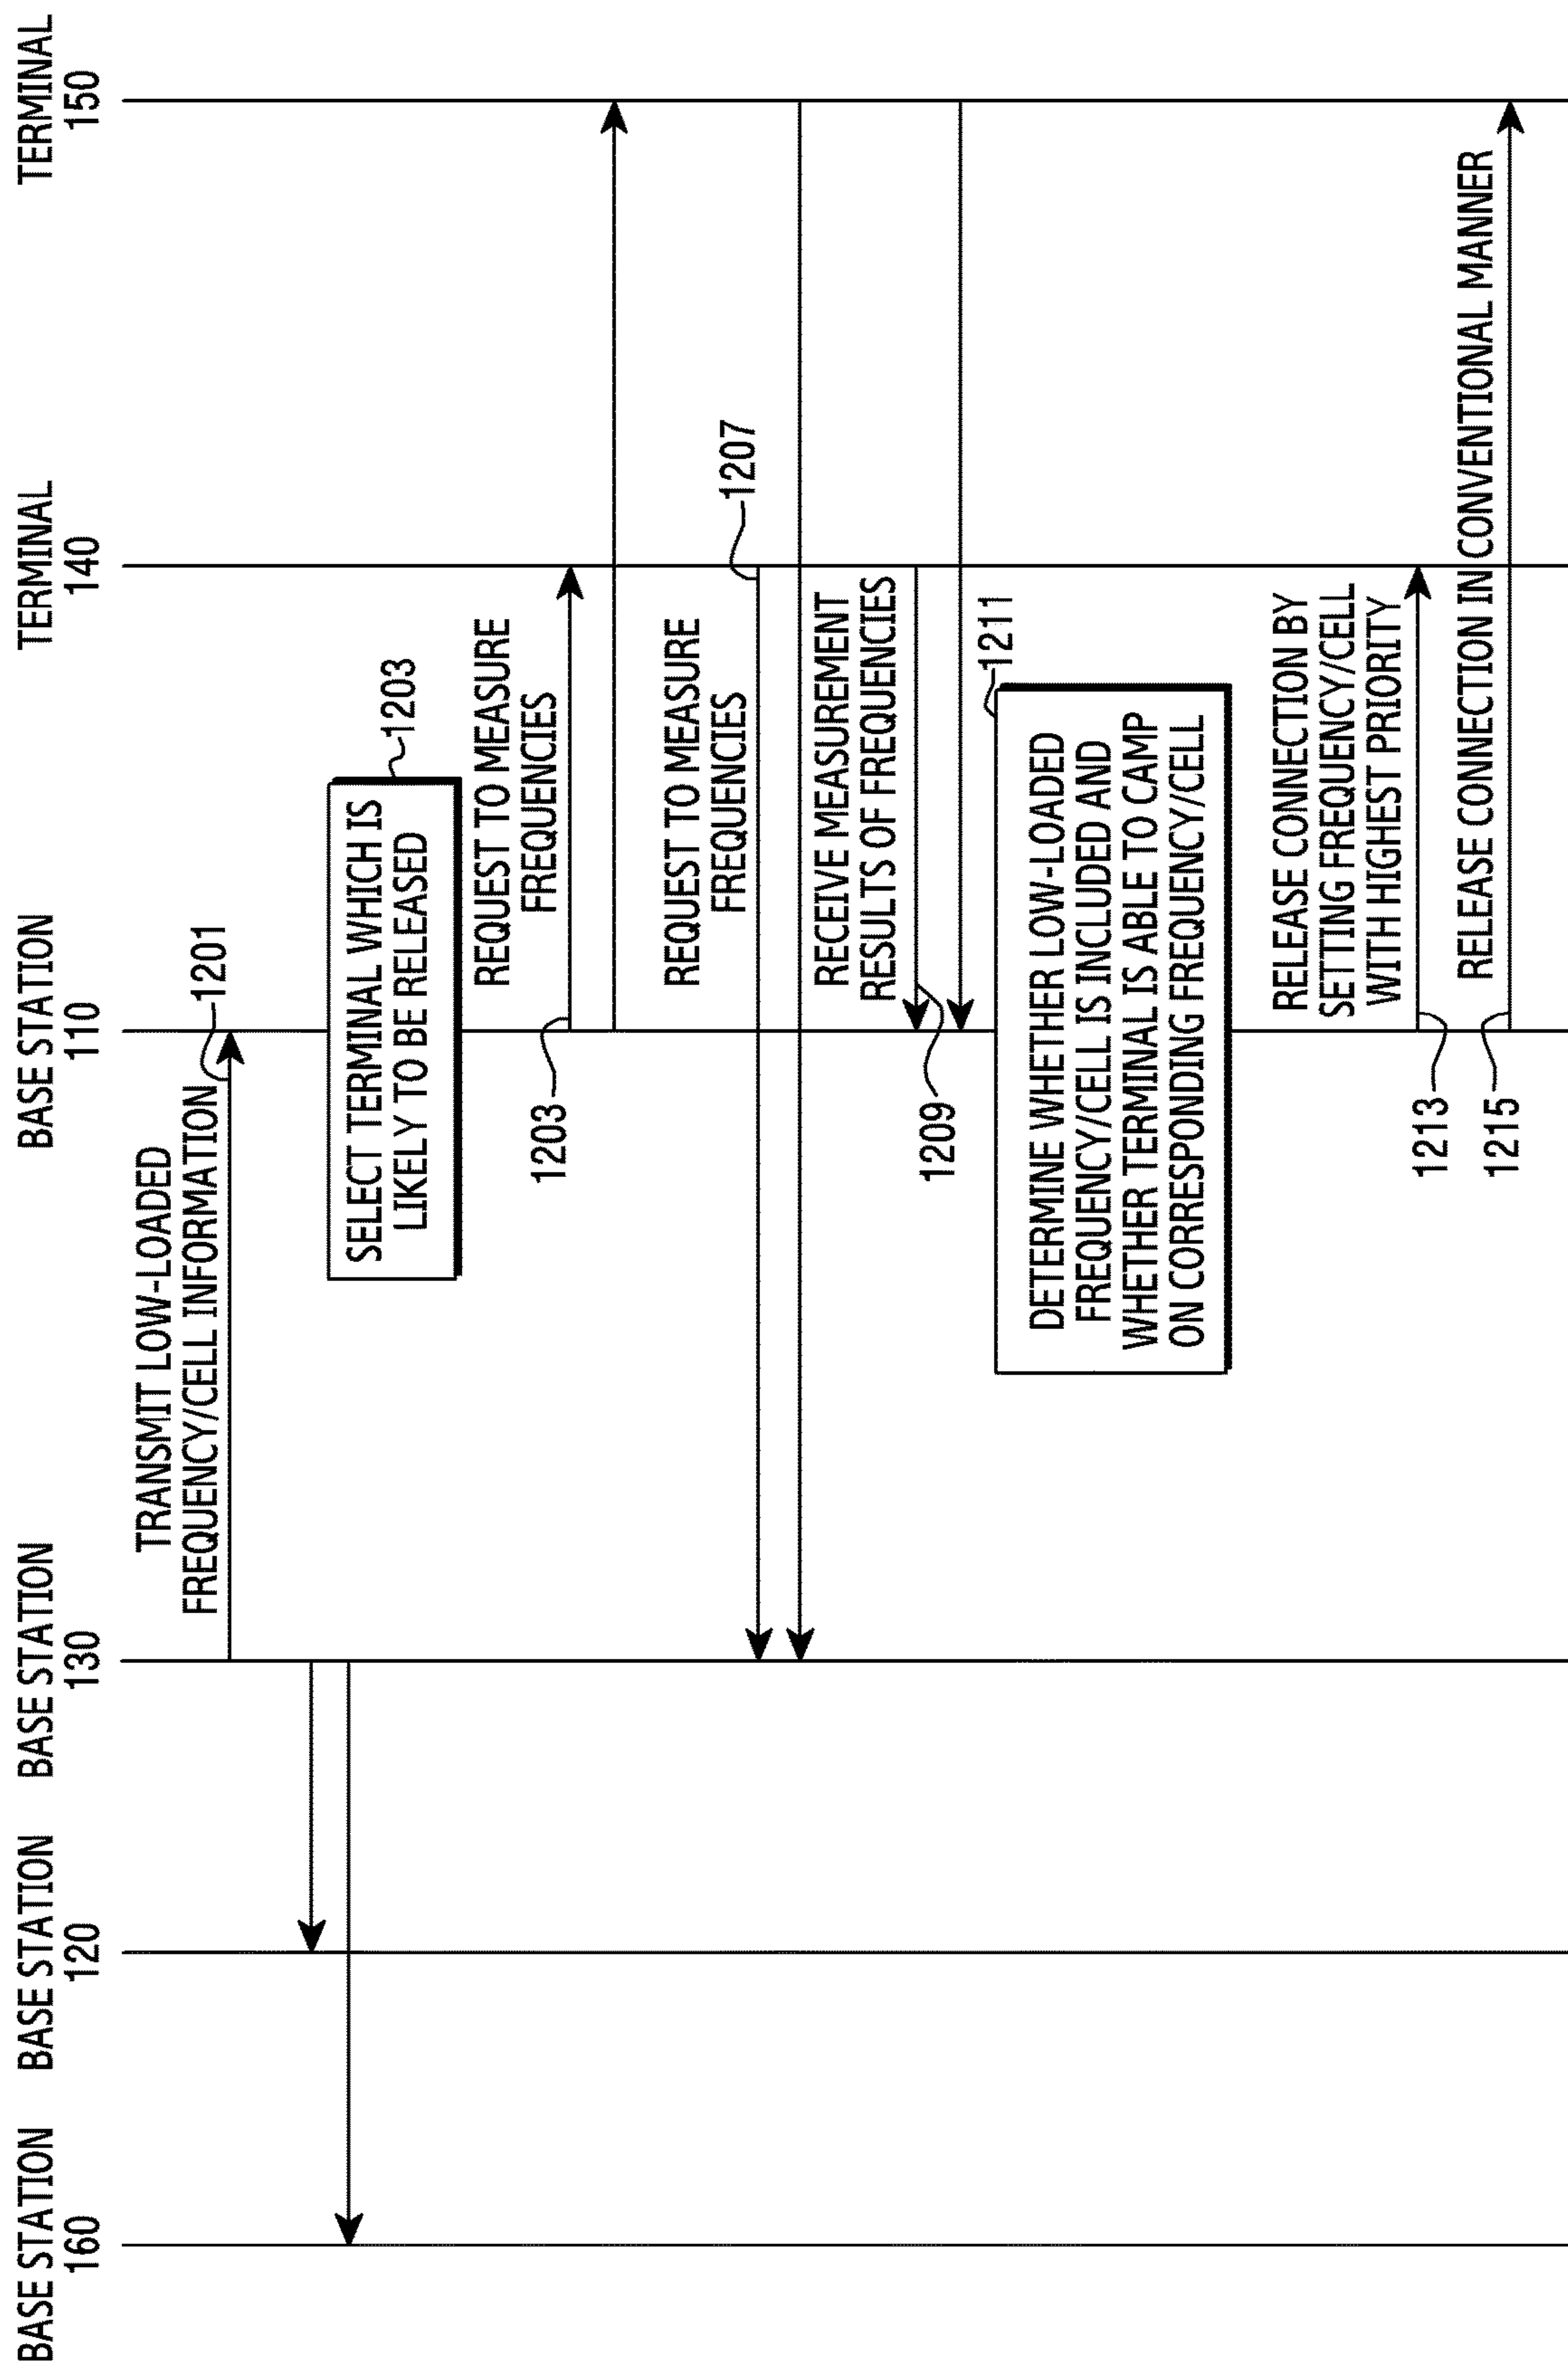 BASE STATION
160
BASE STATION
120
BASE STATION
130
BASE STATION
110
TERMINAL
140
TERMINAL
150
TRANSMIT LOW-LOADED
FREQUENCY/CELL INFORMATION
1201
SELECT TERMINAL WHICH IS
LIKELY TO BE RELEASED
1203
REQUEST TO MEASURE
FREQUENCIES
1203
REQUEST TO MEASURE
FREQUENCIES
1207
RECEIVE MEASUREMENT
RESULTS OF FREQUENCIES
1209
1211
DETERMINE WHETHER LOW-LOADED
FREQUENCY/CELL IS INCLUDED AND
WHETHER TERMINAL IS ABLE TO CAMP
ON CORRESPONDING FREQUENCY/CELL
RELEASE CONNECTION BY
SETTING FREQUENCY/CELL
WITH HIGHEST PRIORITY
1213
RELEASE CONNECTION IN CONVENTIONAL MANNER
1215